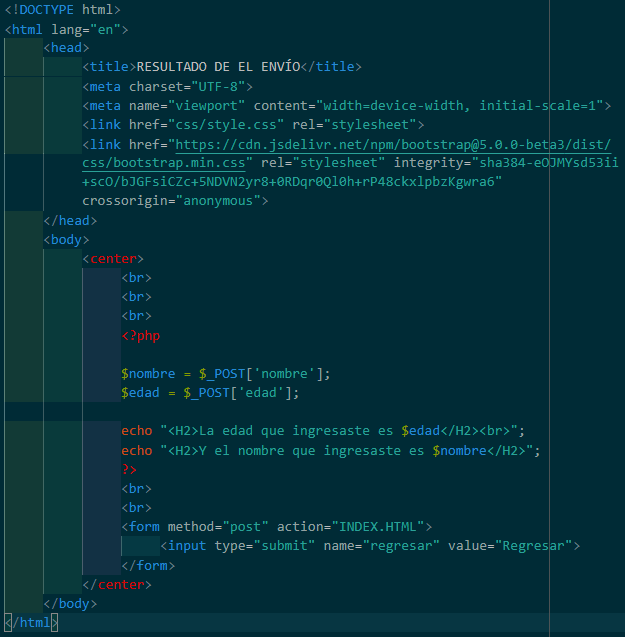 <!DOCTYPE html>
<html lang="en">
<head>
<title>RESULTADO DE EL ENVÍO</title>
<meta charset="UTF-8">
<meta name="viewport" content="width=device-width, initial-scale=1">
<link href="css/style.css" rel="stylesheet">
<link href="https://cdn.jsdelivr.net/npm/bootstrap@5.0.0-beta3/dist/
css/bootstrap.min.css" rel="stylesheet" integrity="sha384-eOJMYsd53ii
+scO/bJGFsiCZc+5NDVN2yr8+0RDqr0Ql0h+rP48ckxlpbzKgwra6"
crossorigin="anonymous">
</head>
<body>
<center>
<br>
<br>
<br>
<?php
$nombre = $_POST['nombre'];
$edad = $_POST['edad'];
echo "<H2>La edad que ingresaste es $edad</H2><br>";
echo "<H2>Y el nombre que ingresaste es $nombre</H2>";
?>
<br>
<br>
<form method="post" action="INDEX.HTML">
<input type="submit" name="regresar" value="Regresar">
</form>
</center>
</body>
</html>